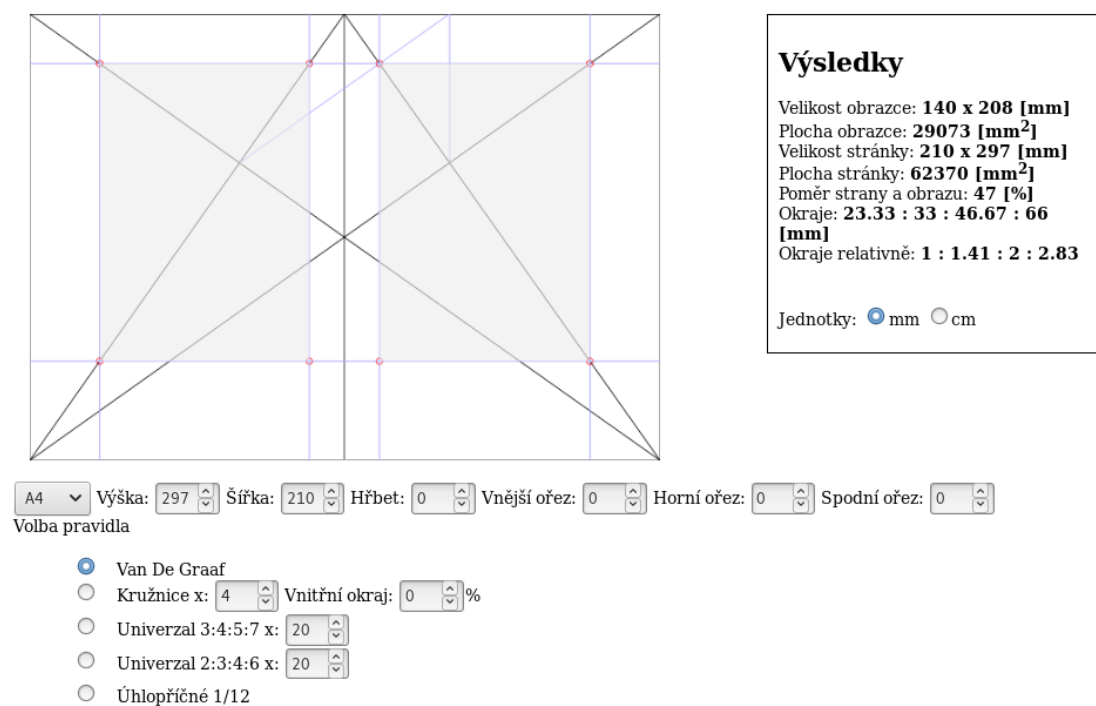 Výsledky
Velikost obrazce: 140 x 208 [mm]
Plocha obrazce: 29073 [mm2]
Velikost stránky: 210 x 297 [mm]
Plocha stránky: 62370 [mm2]
Poměr strany a obrazu: 47 [%]
Okraje: 23.33 : 33 : 46.67 : 66
[mm]
Okraje relativně: 1 : 1.41 : 2 : 2.83
Jednotky: mm cm
A4 Výška: 297 Šířka: 210 Hřbet: 0 Vnější ořez: 0 Horní ořez: 0 Spodní ořez: 0
Volba pravidla
Van De Graaf
Kružnice x: 4 Vnitřní okraj: 0 %
Univerzal 3:4:5:7 x: 20
Univerzal 2:3:4:6 x: 20
Úhlopříčné 1/12